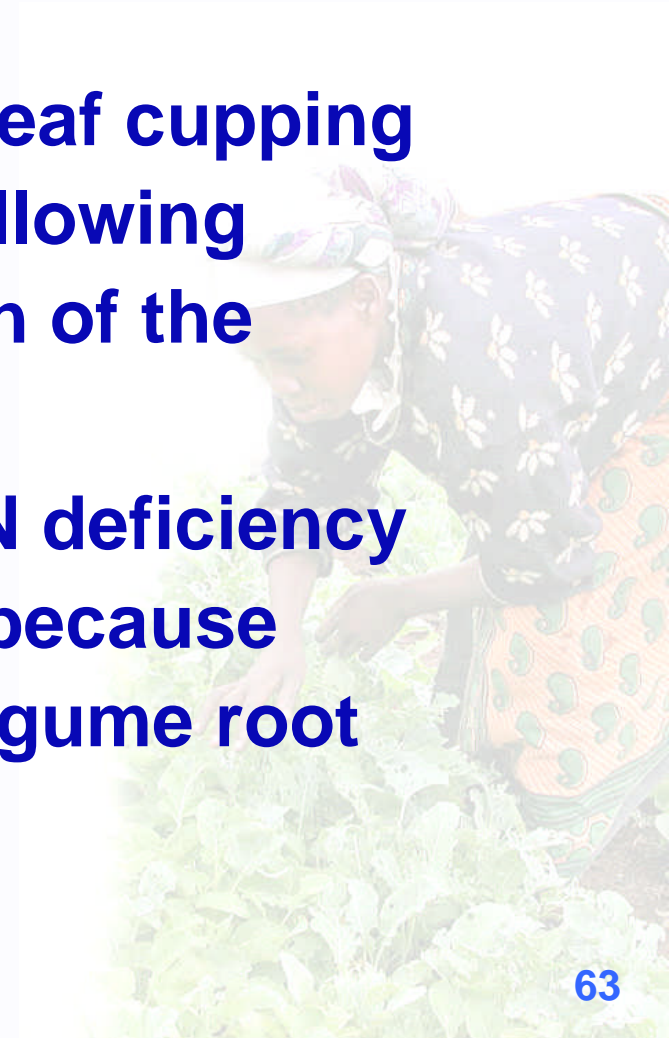 eaf cupping
llowing
n of the
N deficiency
because
gume root
63